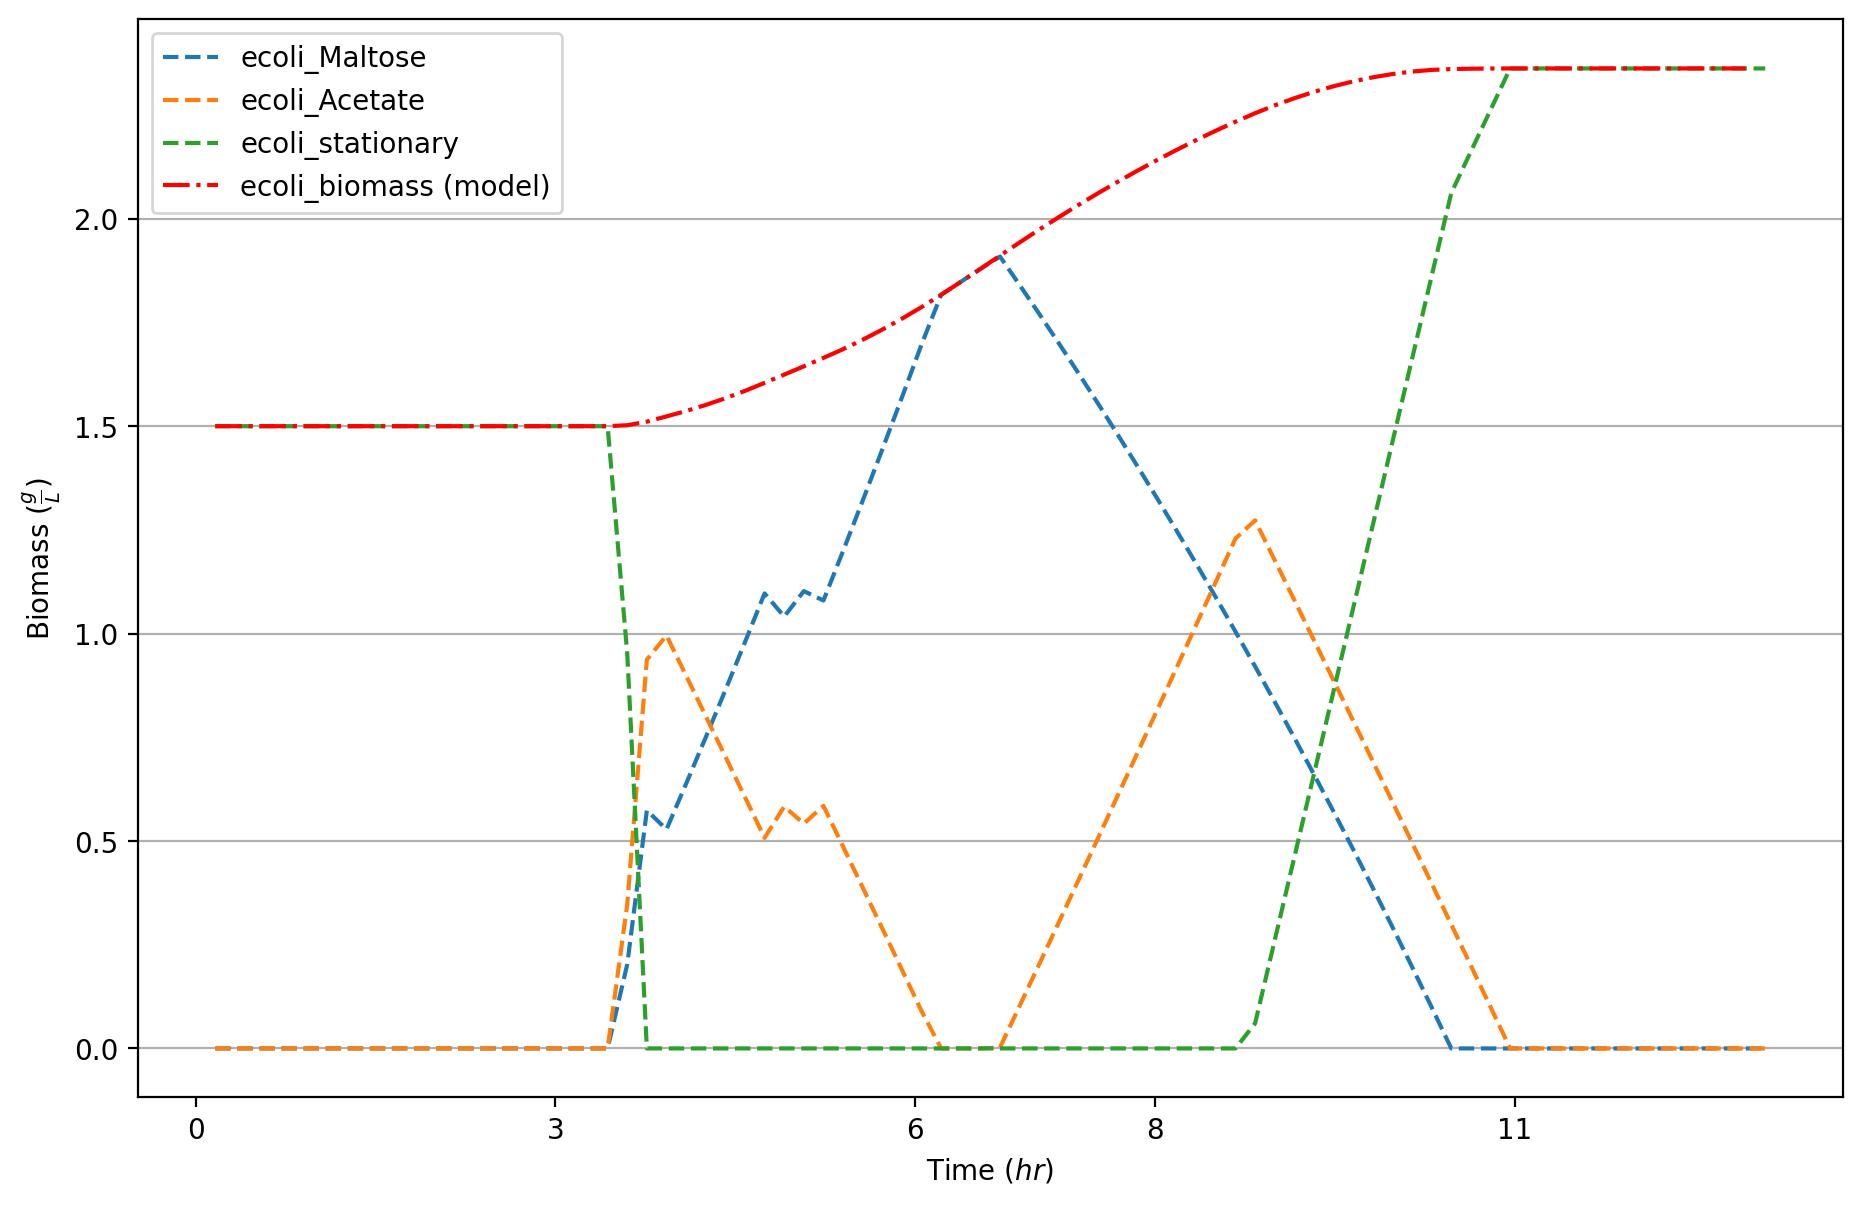 ecoli_Maltose
ecoli_Acetate
ecoli_stationary
ecoli_biomass (model)
2.0
1.5
1.0
0.5
0.0
Biomass (g/L)
0 3 6 8 11
Time (hr)